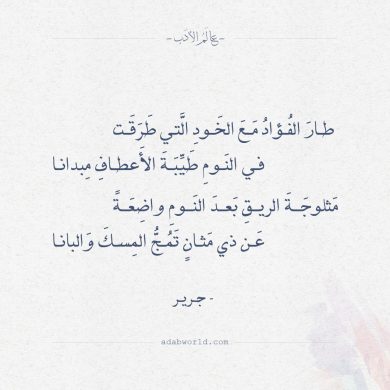 - عالم الأدب -
طارَ الفُؤادُ مَعَ الخَودِ الَّتي طَرَقَت
في النَومِ طَيِّبَةَ الأَعطافِ مِبدانا
مَثلوجَةَ الريقِ بَعدَ النَومِ واضِعَةً
عَن ذي مَثانٍ تَمُجُّ المِسكَ وَالبانا
- جرير
adabworld.com